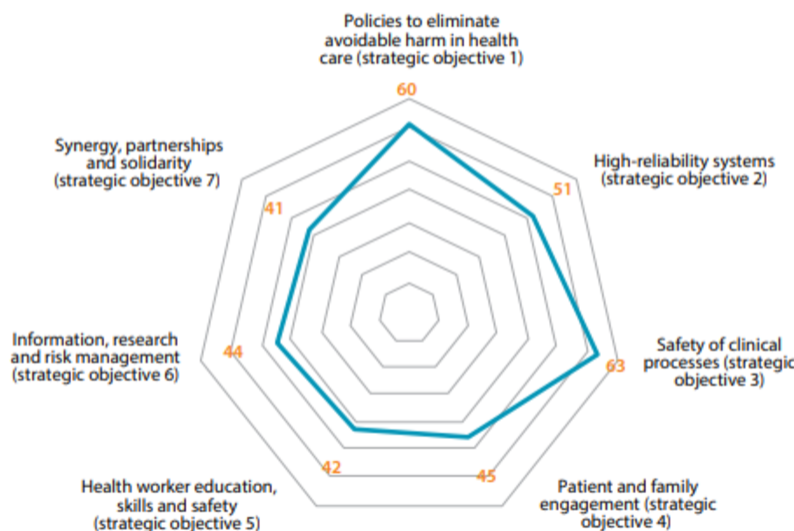 Policies to eliminate
avoidable harm in health
care (strategic objective 1)
60
High-reliability systems
(strategic objective 2)
51
Safety of clinical
processes (strategic
objective 3)
63
Patient and family
engagement (strategic
objective 4)
45
Health worker education,
skills and safety
(strategic objective 5)
42
Information, research
and risk management
(strategic objective 6)
44
Synergy, partnerships
and solidarity
(strategic objective 7)
41